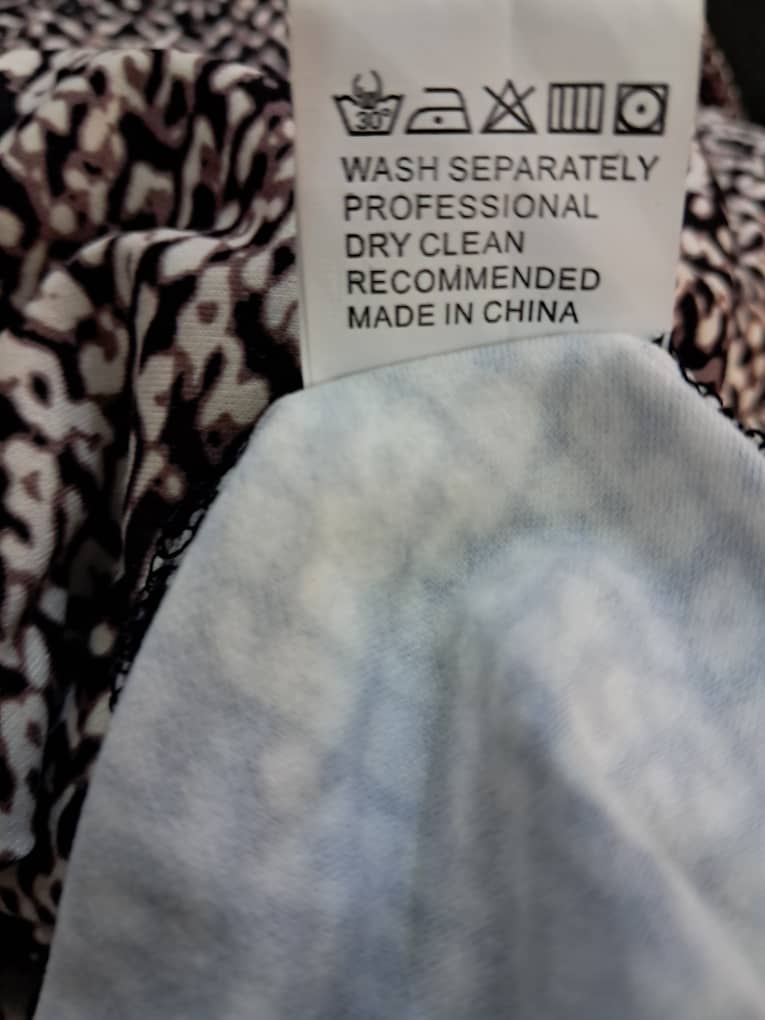 30°
WASH SEPARATELY
PROFESSIONAL
DRY CLEAN
RECOMMENDED
MADE IN CHINA